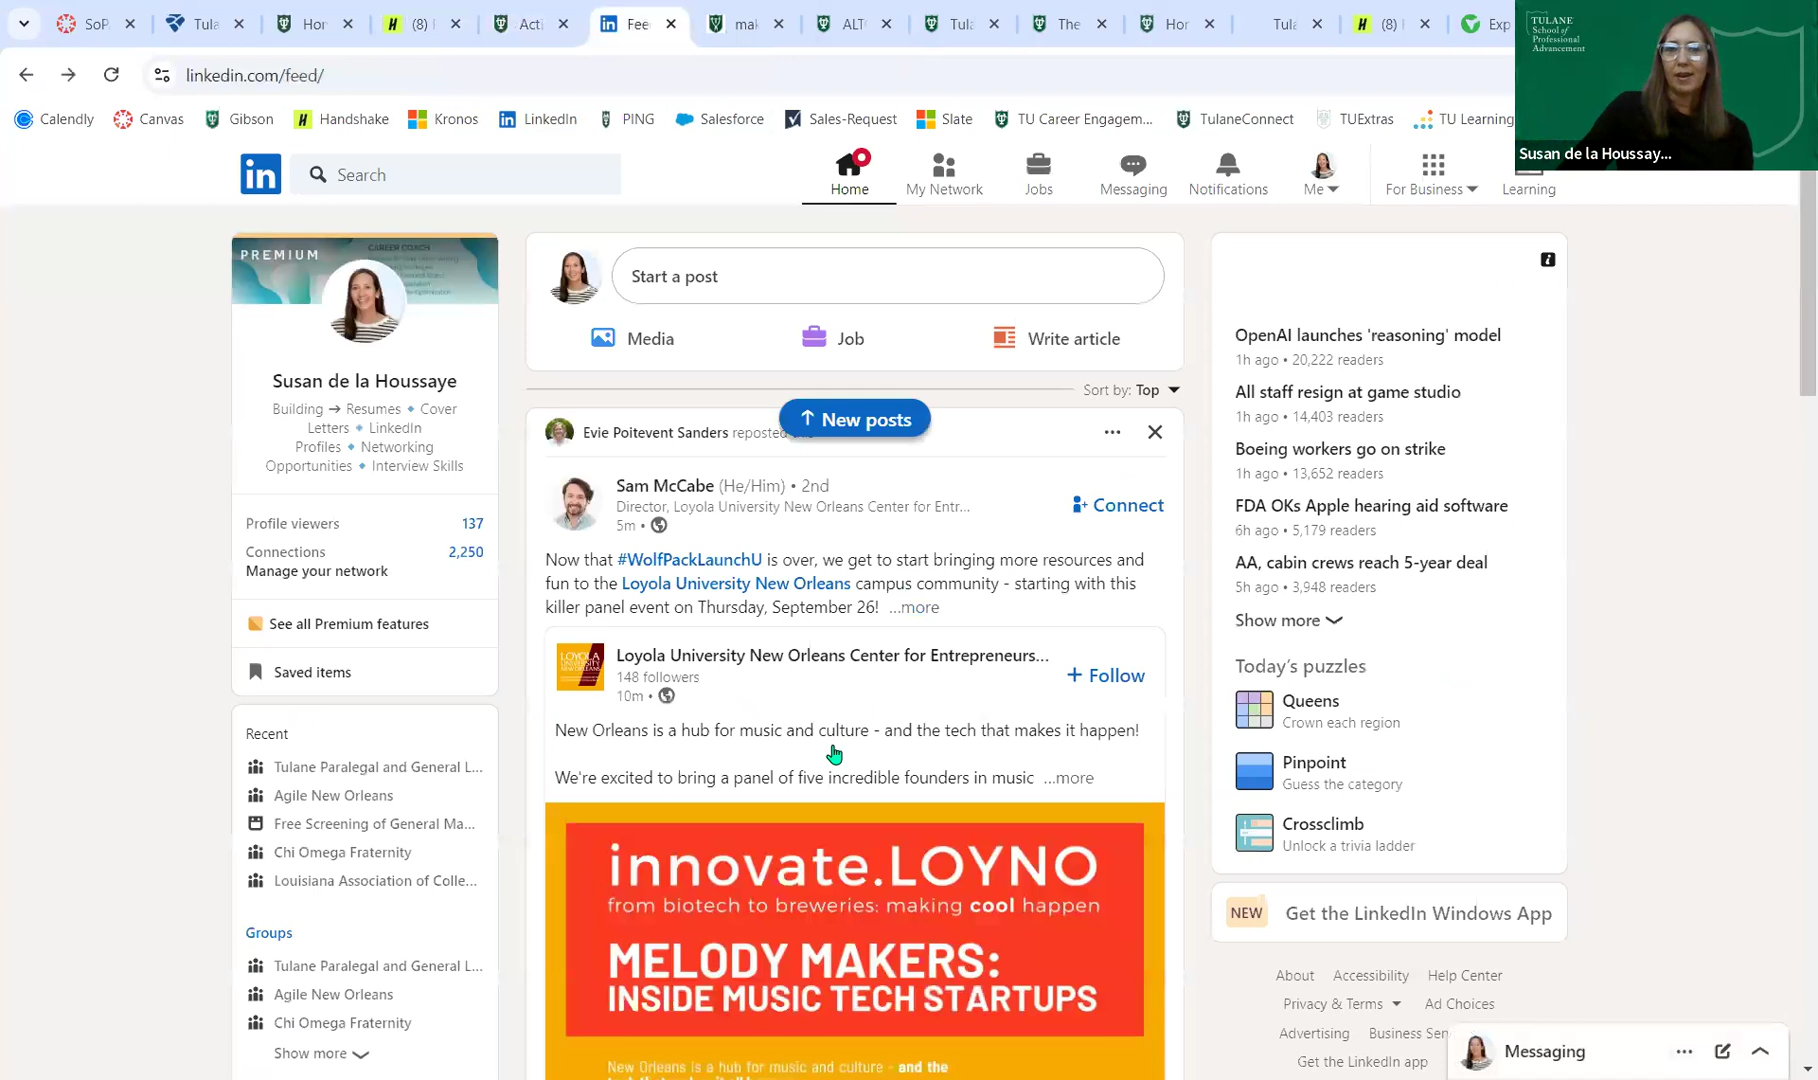 SoP.
Tula
Hor
(8)
Acti
Fee
mak
ALT
Tula
The
Hor
Tula
(8)
Exp
linkedin.com/feed/
Calendly
Canvas
Gibson
Handshake
Kronos
LinkedIn
PING
Salesforce
Sales-Request
Slate
TU Career Engagem...
TulaneConnect
TUExtras
TU Learning
TULANE
School of
Professional
Advancement
Susan de la Houssay...
in
Search
Home
My Network
Jobs
Messaging
Notifications
Me
For Business
Learning
PREMIUM
CAREER COACH
Susan de la Houssaye
Building → Resumes 🔹 Cover
Letters 🔹 LinkedIn
Profiles 🔹 Networking
Opportunities 🔹 Interview Skills
Profile viewers 137
Connections 2,250
Manage your network
See all Premium features
Saved items
Recent
Tulane Paralegal and General L...
Agile New Orleans
Free Screening of General Ma...
Chi Omega Fraternity
Louisiana Association of Colle...
Groups
Tulane Paralegal and General L...
Agile New Orleans
Chi Omega Fraternity
Show more
Start a post
Media
Job
Write article
Sort by: Top
↑ New posts
Evie Poitevent Sanders reposted
Sam McCabe (He/Him) • 2nd
Director, Loyola University New Orleans Center for Entr...
5m •
Connect
Now that #WolfPackLaunchU is over, we get to start bringing more resources and
fun to the Loyola University New Orleans campus community - starting with this
killer panel event on Thursday, September 26! ...more
LOYOLA
UNIVERSITY
NEW ORLEANS
Loyola University New Orleans Center for Entrepreneurs...
148 followers
10m •
+ Follow
New Orleans is a hub for music and culture - and the tech that makes it happen!
We're excited to bring a panel of five incredible founders in music ...more
innovate.LOYNO
from biotech to breweries: making cool happen
MELODY MAKERS:
INSIDE MUSIC TECH STARTUPS
New Orleans is a hub for music and culture - and the
tech that makes it happen!
OpenAI launches 'reasoning' model
1h ago • 20,222 readers
All staff resign at game studio
1h ago • 14,403 readers
Boeing workers go on strike
1h ago • 13,652 readers
FDA OKs Apple hearing aid software
6h ago • 5,179 readers
AA, cabin crews reach 5-year deal
5h ago • 3,948 readers
Show more
Today's puzzles
Queens
Crown each region
Pinpoint
Guess the category
Crossclimb
Unlock a trivia ladder
NEW
Get the LinkedIn Windows App
About
Accessibility
Help Center
Privacy & Terms
Ad Choices
Advertising
Business Ser
Get the LinkedIn app
Messaging